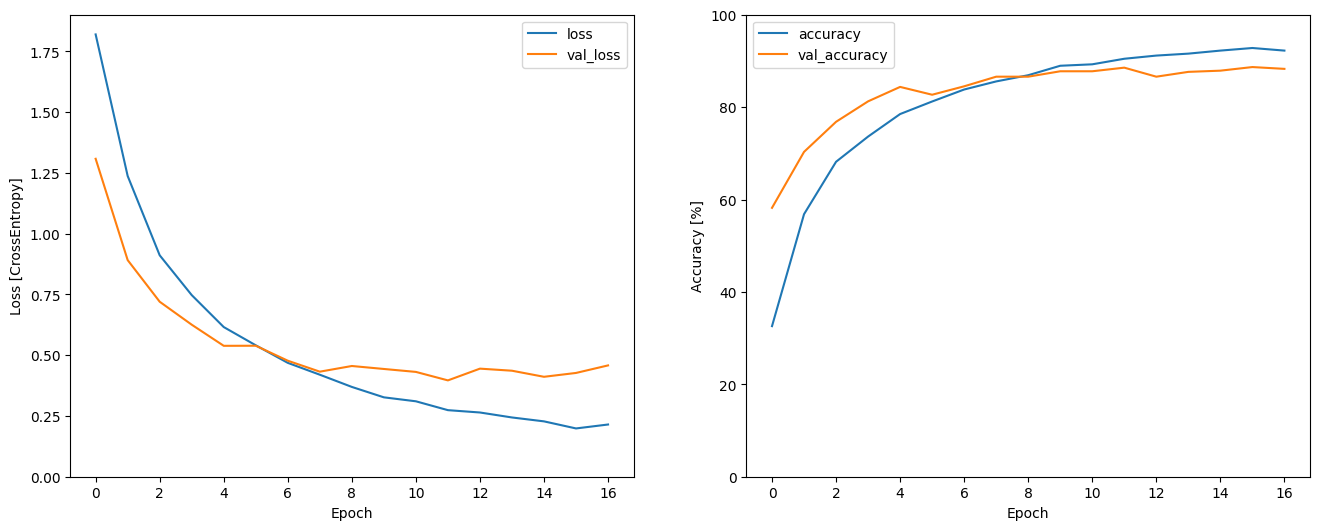 1.75
1.50
1.25
1.00
0.75
0.50
0.25
0.00
Loss [CrossEntropy]
loss
val_loss
0 2 4 6 8 10 12 14 16
Epoch
100
80
60
40
20
0
Accuracy [%]
accuracy
val_accuracy
0 2 4 6 8 10 12 14 16
Epoch